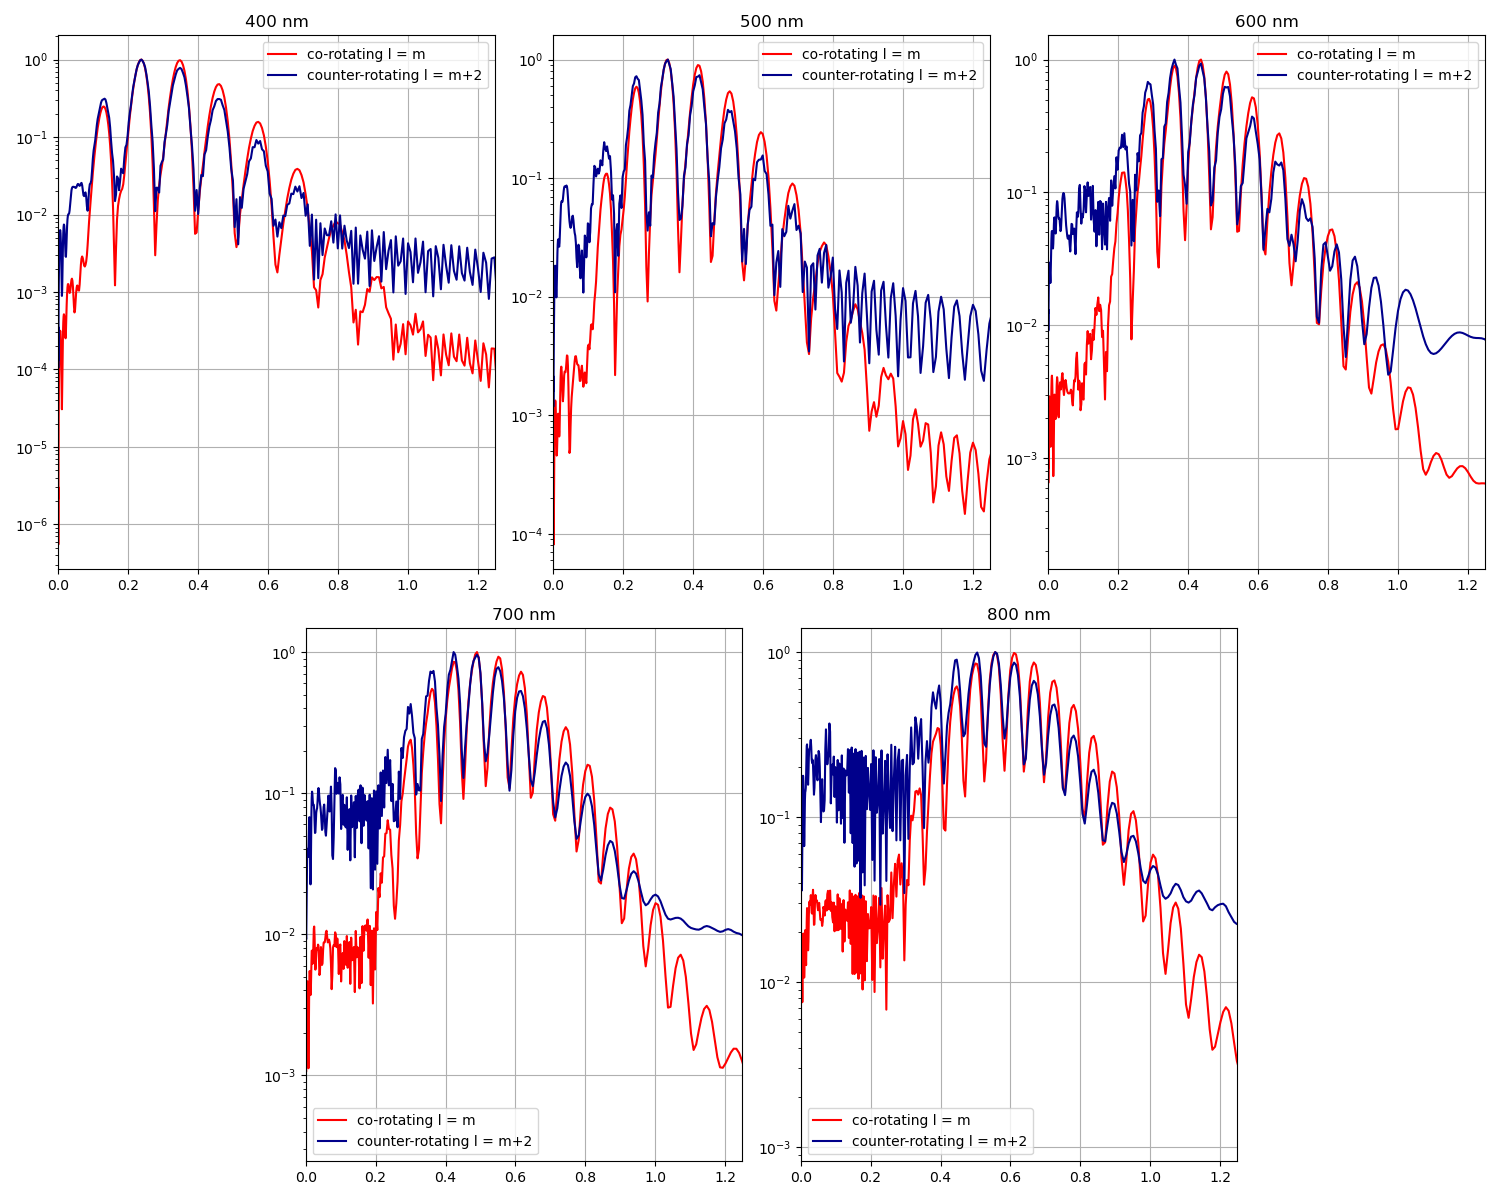 400 nm
co-rotating l = m
counter-rotating l = m+2
10⁰
10⁻¹
10⁻²
10⁻³
10⁻⁴
10⁻⁵
10⁻⁶
0.0 0.2 0.4 0.6 0.8 1.0 1.2
500 nm
co-rotating l = m
counter-rotating l = m+2
10⁰
10⁻¹
10⁻²
10⁻³
10⁻⁴
0.0 0.2 0.4 0.6 0.8 1.0 1.2
600 nm
co-rotating l = m
counter-rotating l = m+2
10⁰
10⁻¹
10⁻²
10⁻³
0.0 0.2 0.4 0.6 0.8 1.0 1.2
700 nm
10⁰
10⁻¹
10⁻²
10⁻³
co-rotating l = m
counter-rotating l = m+2
0.0 0.2 0.4 0.6 0.8 1.0 1.2
800 nm
10⁰
10⁻¹
10⁻²
10⁻³
co-rotating l = m
counter-rotating l = m+2
0.0 0.2 0.4 0.6 0.8 1.0 1.2